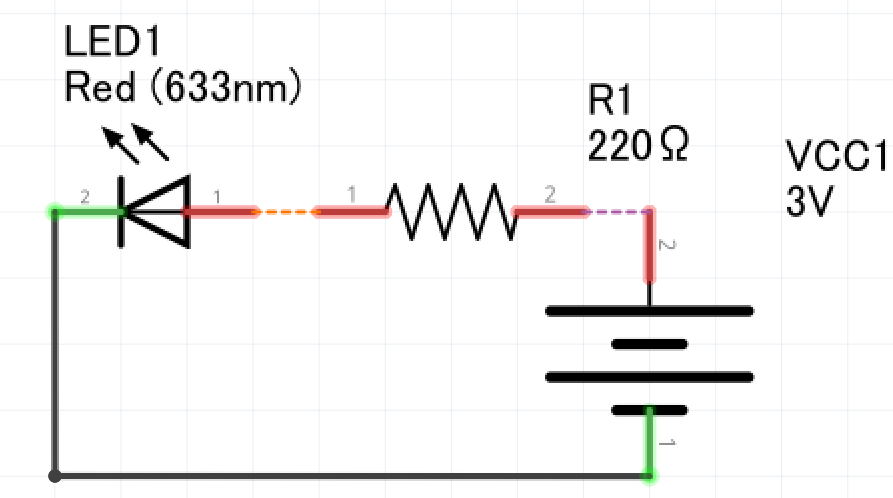 LED1
Red (633nm)
R1
220Ω
VCC1
3V
2
1
1
2
2
1